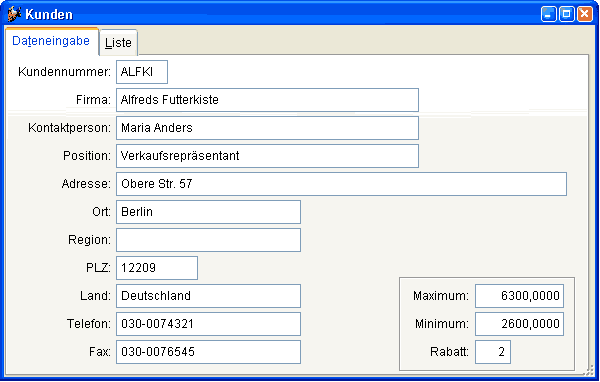 Kunden
Dateneingabe Liste
Kundennummer: ALFKI
Firma: Alfreds Futterkiste
Kontaktperson: Maria Anders
Position: Verkaufsrepräsentant
Adresse: Obere Str. 57
Ort: Berlin
Region:
PLZ: 12209
Land: Deutschland
Telefon: 030-0074321
Fax: 030-0076545
Maximum: 6300,0000
Minimum: 2600,0000
Rabatt: 2